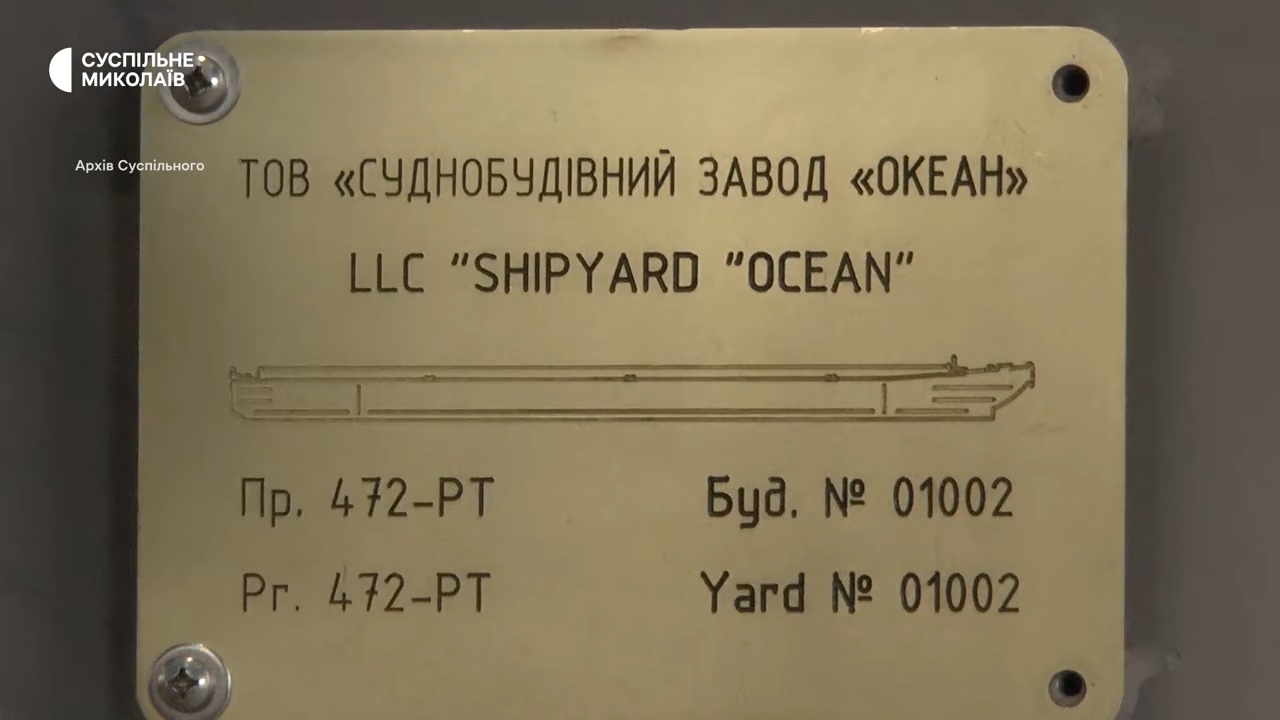 СУСПІЛЬНЕ
МИКОЛАЇВ
Архів Суспільного
ТОВ «СУДНОБУДІВНИЙ ЗАВОД «ОКЕАН»
LLC "SHIPYARD "OCEAN"
Пр. 472-РТ
Буд. № 01002
Pr. 472-PT
Yard № 01002